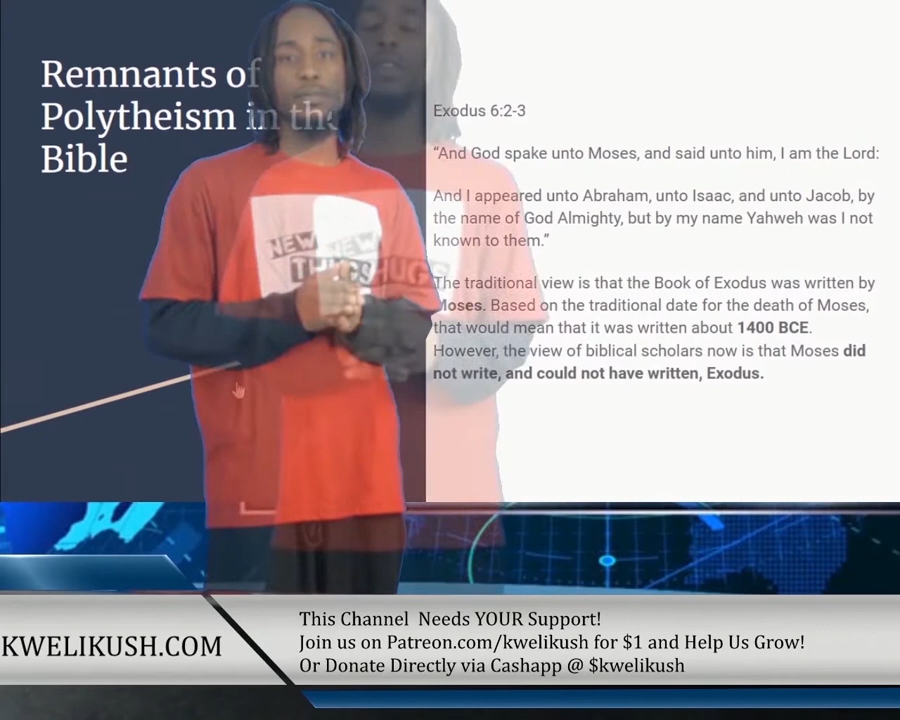 Remnants of
Polytheism in the
Bible
Exodus 6:2-3
“And God spake unto Moses, and said unto him, I am the Lord:
And I appeared unto Abraham, unto Isaac, and unto Jacob, by
the name of God Almighty, but by my name Yahweh was I not
known to them.”
The traditional view is that the Book of Exodus was written by
Moses. Based on the traditional date for the death of Moses,
that would mean that it was written about 1400 BCE.
However, the view of biblical scholars now is that Moses did
not write, and could not have written, Exodus.
NEW NEW
THUGS HUGS
KWELIKUSH.COM
This Channel  Needs YOUR Support!
Join us on Patreon.com/kwelikush for $1 and Help Us Grow!
Or Donate Directly via Cashapp @ $kwelikush